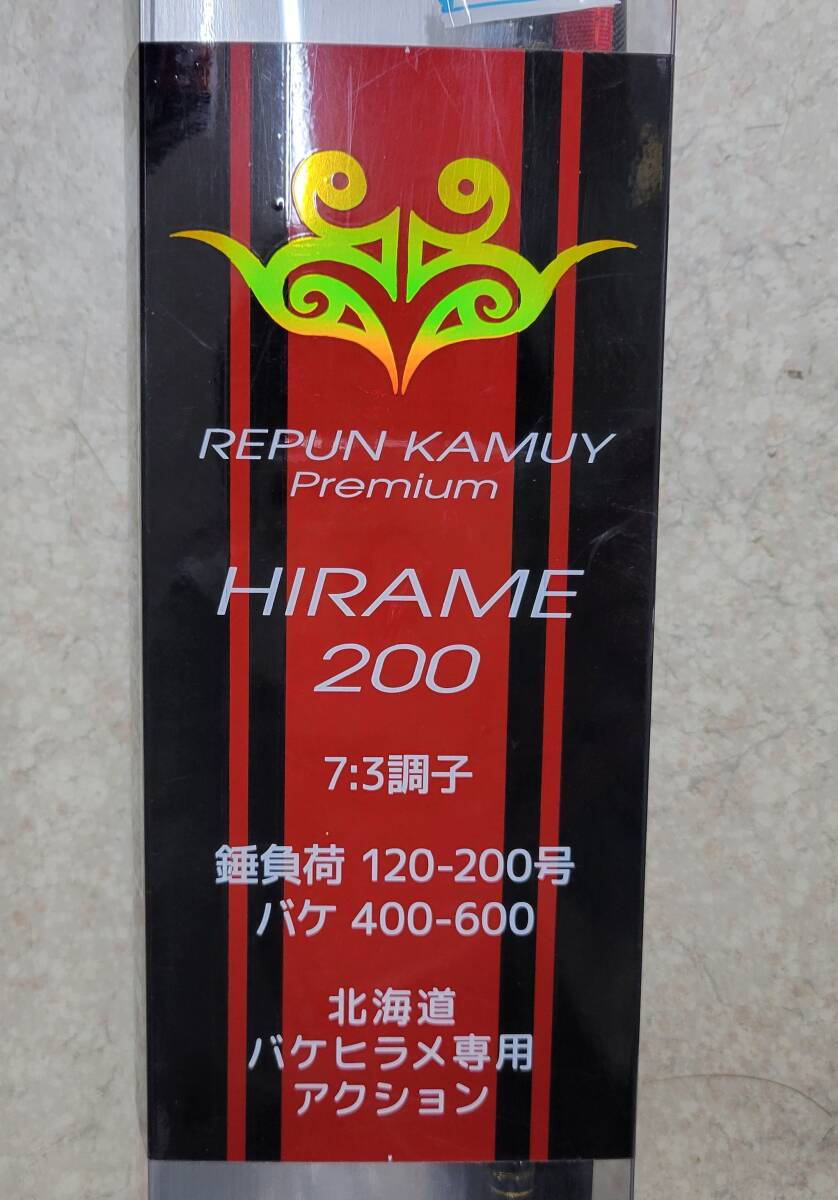 REPUN KAMUY
Premium
HIRAME
200
7:3調子
錘負荷 120-200号
バケ 400-600
北海道
バケヒラメ専用
アクション